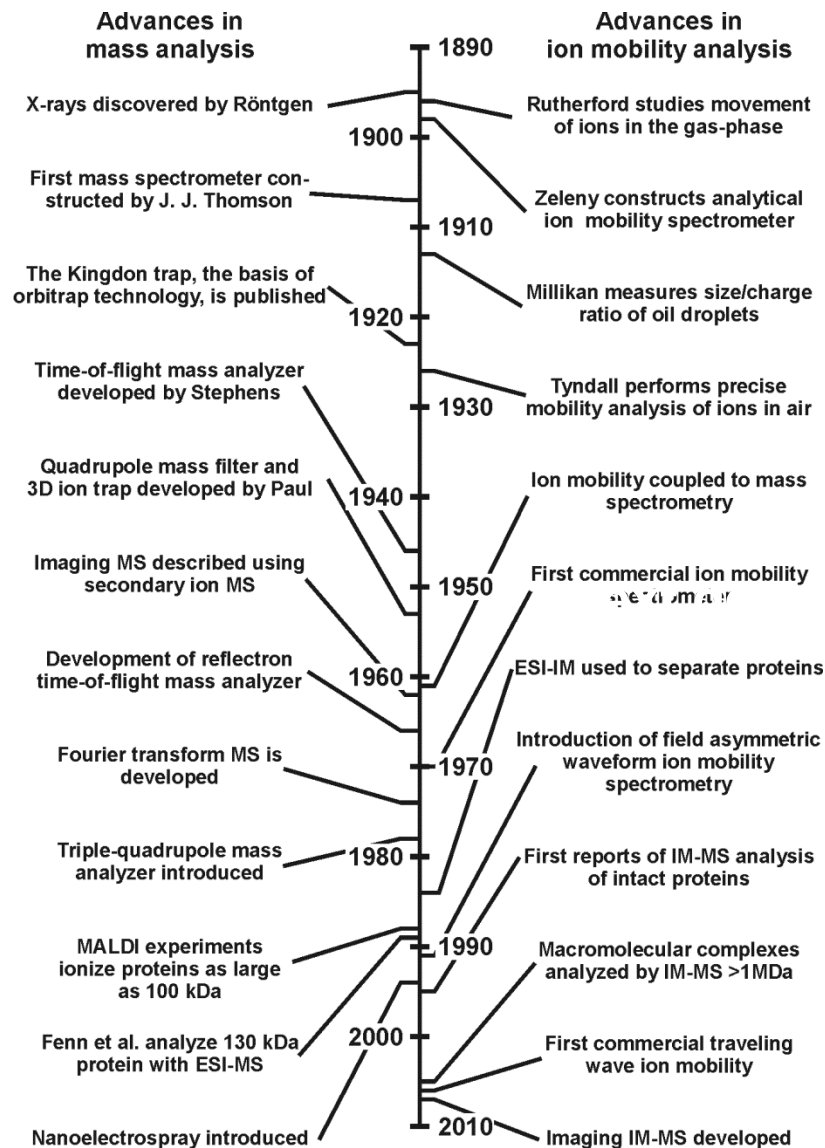 Advances in
mass analysis
X-rays discovered by Röntgen
First mass spectrometer con-
structed by J. J. Thomson
The Kingdon trap, the basis of
orbitrap technology, is published
Time-of-flight mass analyzer
developed by Stephens
Quadrupole mass filter and
3D ion trap developed by Paul
Imaging MS described using
secondary ion MS
Development of reflectron
time-of-flight mass analyzer
Fourier transform MS is
developed
Triple-quadrupole mass
analyzer introduced
MALDI experiments
ionize proteins as large
as 100 kDa
Fenn et al. analyze 130 kDa
protein with ESI-MS
Nanoelectrospray introduced
1890
1900
1910
1920
1930
1940
1950
1960
1970
1980
1990
2000
2010
Advances in
ion mobility analysis
Rutherford studies movement
of ions in the gas-phase
Zeleny constructs analytical
ion mobility spectrometer
Millikan measures size/charge
ratio of oil droplets
Tyndall performs precise
mobility analysis of ions in air
Ion mobility coupled to mass
spectrometry
First commercial ion mobility
ESI-IM used to separate proteins
Introduction of field asymmetric
waveform ion mobility
spectrometry
First reports of IM-MS analysis
of intact proteins
Macromolecular complexes
analyzed by IM-MS >1MDa
First commercial traveling
wave ion mobility
Imaging IM-MS developed